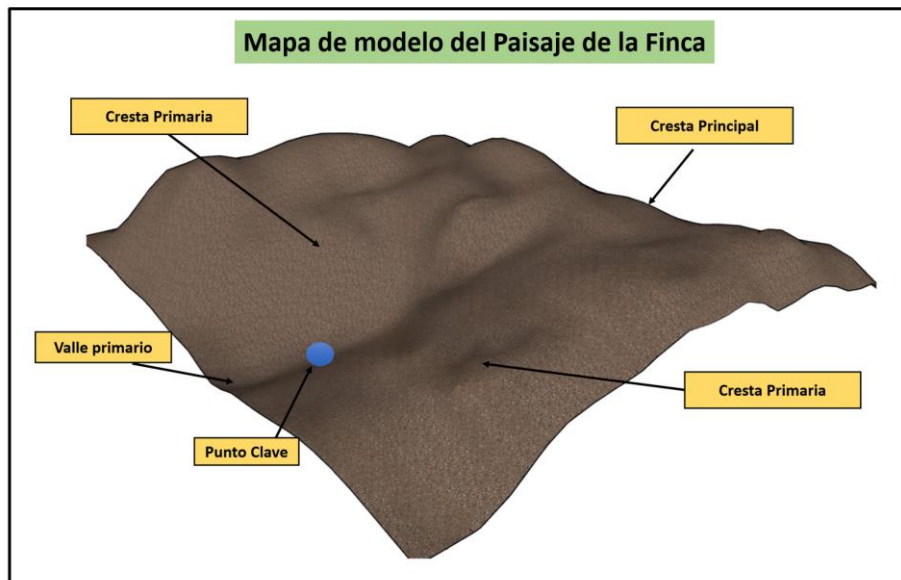 Mapa de modelo del Paisaje de la Finca
Cresta Primaria
Cresta Principal
Valle primario
Cresta Primaria
Punto Clave